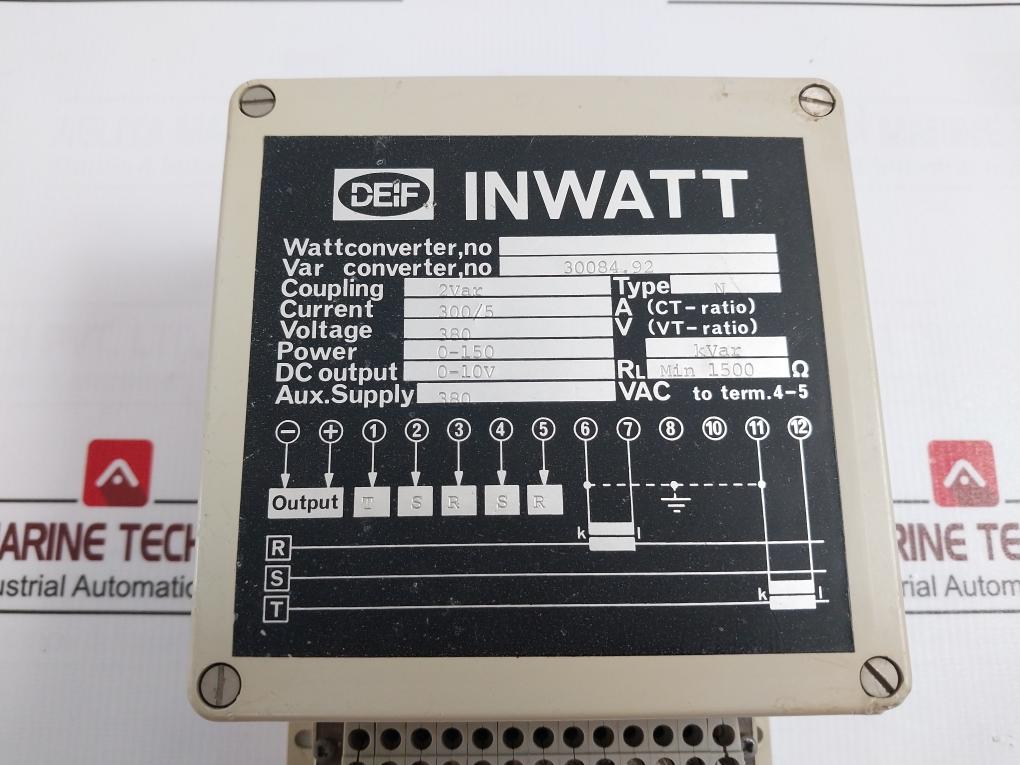 DEIF INWATT
Wattconverter,no
Var converter,no 30084.92
Coupling 2Var Type N
Current 300/5 A (CT-ratio)
Voltage 380 V (VT-ratio)
Power 0-150 kVar
DC output 0-10V RL Min 1500 Ω
Aux.Supply 380 VAC to term.4-5
− + 1 2 3 4 5 6 7 8 10 11 12
Output T S R S R
k l
R
S
k l
T
ARINE TECH
ustrial Automation
RINE TECH
dustrial Automatic